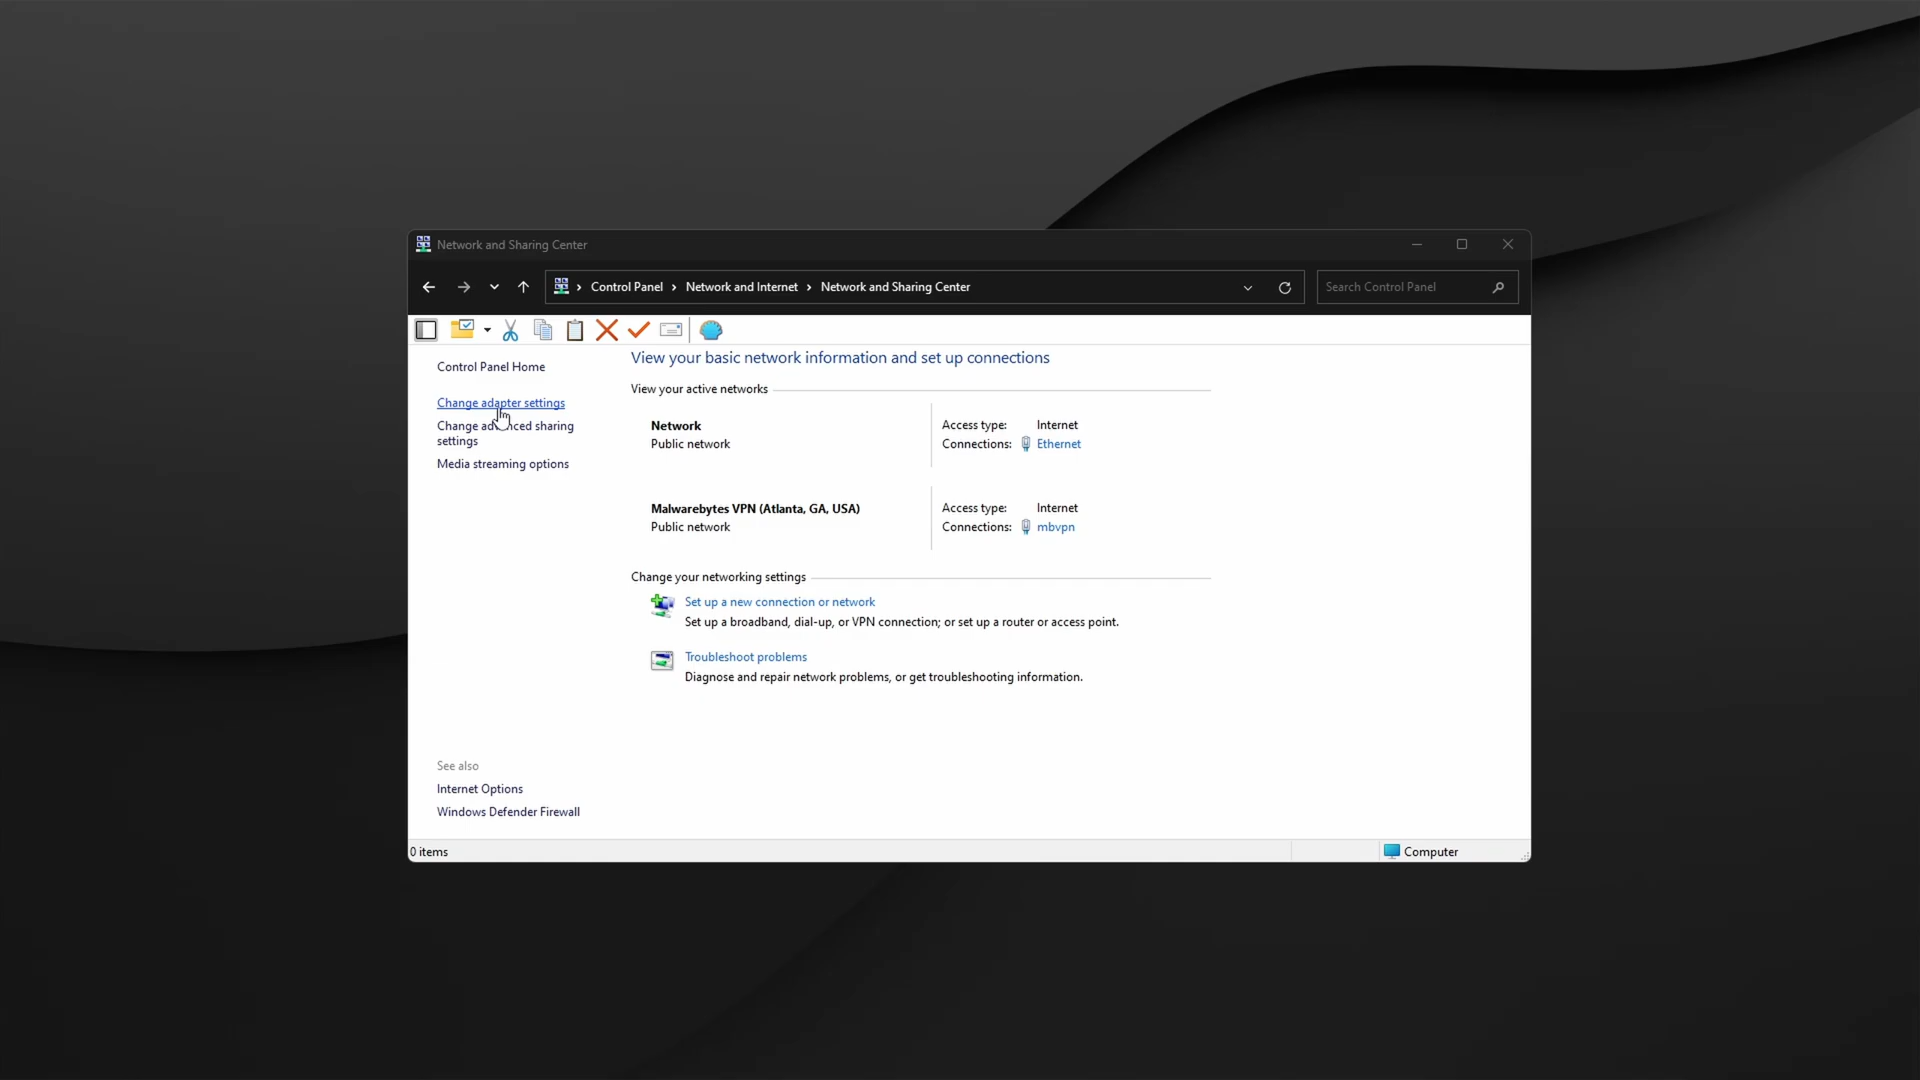 Network and Sharing Center
Control Panel > Network and Internet > Network and Sharing Center
Search Control Panel
Control Panel Home
Change adapter settings
Change advanced sharing
settings
Media streaming options
View your basic network information and set up connections
View your active networks
Network
Public network
Access type: Internet
Connections: Ethernet
Malwarebytes VPN (Atlanta, GA, USA)
Public network
Access type: Internet
Connections: mbvpn
Change your networking settings
Set up a new connection or network
Set up a broadband, dial-up, or VPN connection; or set up a router or access point.
Troubleshoot problems
Diagnose and repair network problems, or get troubleshooting information.
See also
Internet Options
Windows Defender Firewall
0 items
Computer